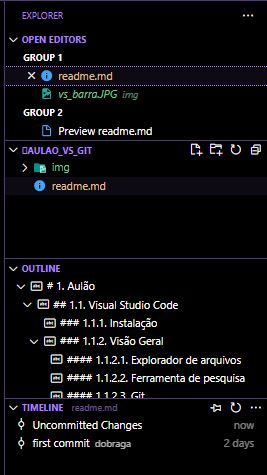 EXPLORER
OPEN EDITORS
GROUP 1
readme.md
vs_barraJPG img
GROUP 2
Preview readme.md
AULAO_VS_GIT
img
readme.md
OUTLINE
# 1. Aulão
## 1.1. Visual Studio Code
### 1.1.1. Instalação
### 1.1.2. Visão Geral
#### 1.1.2.1. Explorador de arquivos
#### 1.1.2.2. Ferramenta de pesquisa
#### 1.1.2.3. Git
TIMELINE readme.md
Uncommitted Changes now
first commit dobraga 2 days